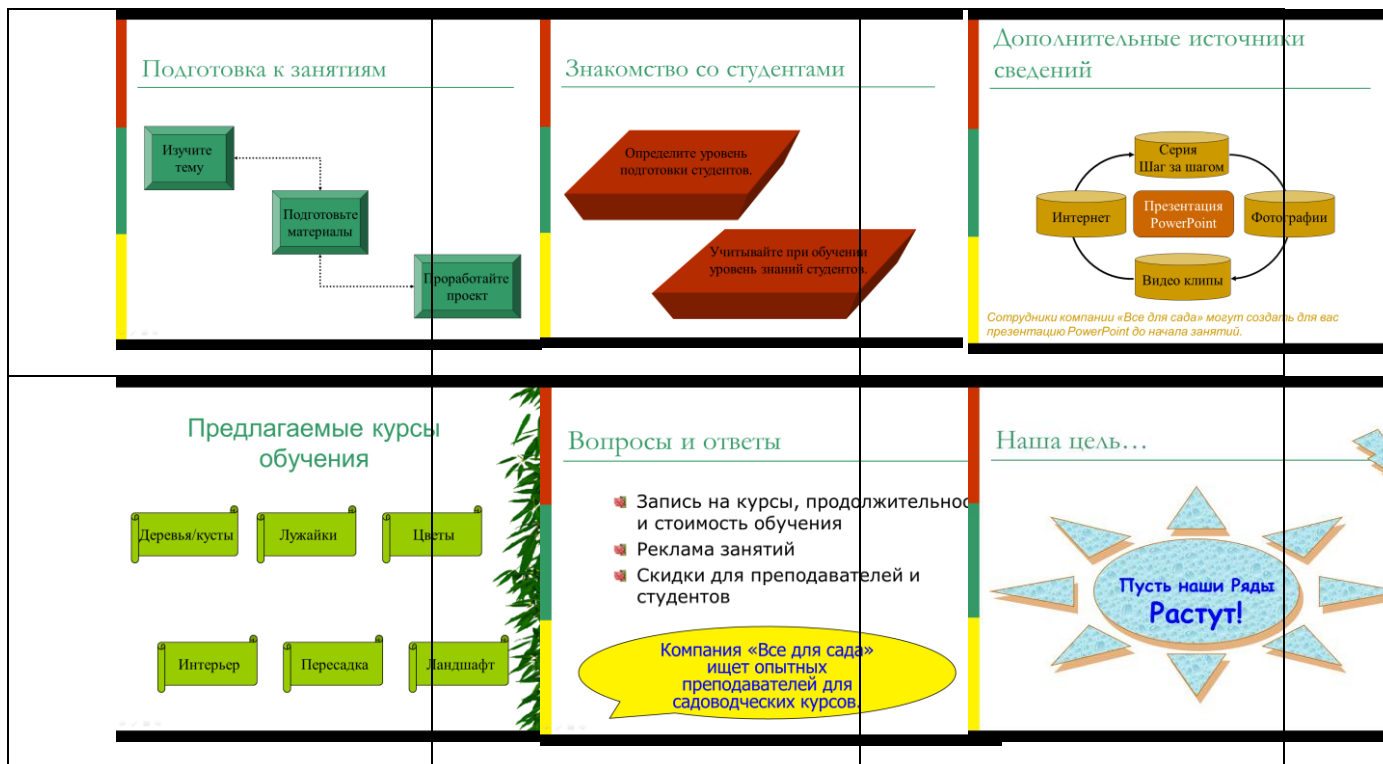 Подготовка к занятиям
Изучите
тему
Подготовьте
материалы
Проработайте
проект
Знакомство со студентами
Определите уровень
подготовки студентов.
Учитывайте при обучении
уровень знаний студентов.
Дополнительные источники
сведений
Серия
Шаг за шагом
Интернет
Презентация
PowerPoint
Фотографии
Видео клипы
Сотрудники компании «Все для сада» могут создать для вас
презентацию PowerPoint до начала занятий.
Предлагаемые курсы
обучения
Деревья/кусты
Лужайки
Цветы
Интерьер
Пересадка
Ландшафт
Вопросы и ответы
Запись на курсы, продолжительнос
и стоимость обучения
Реклама занятий
Скидки для преподавателей и
студентов
Компания «Все для сада»
ищет опытных
преподавателей для
садоводческих курсов.
Наша цель…
Пусть наши Ряды
Растут!